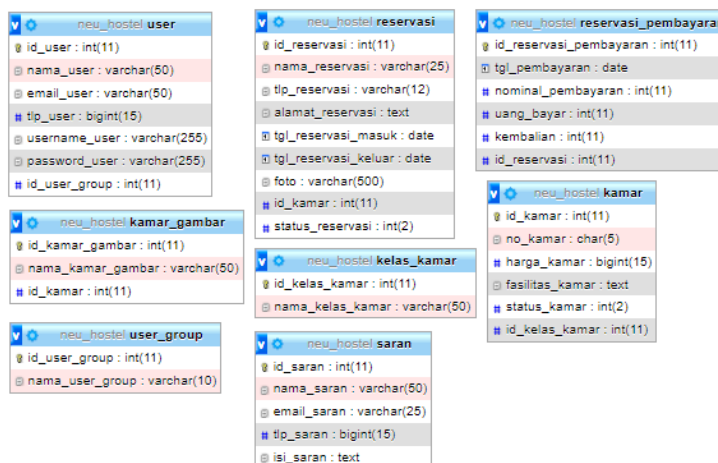 neu_hostel user
id_user : int(11)
nama_user : varchar(50)
email_user : varchar(50)
tlp_user : bigint(15)
username_user : varchar(255)
password_user : varchar(255)
id_user_group : int(11)
neu_hostel kamar_gambar
id_kamar_gambar : int(11)
nama_kamar_gambar : varchar(50)
id_kamar : int(11)
neu_hostel user_group
id_user_group : int(11)
nama_user_group : varchar(10)
neu_hostel reservasi
id_reservasi : int(11)
nama_reservasi : varchar(25)
tlp_reservasi : varchar(12)
alamat_reservasi : text
tgl_reservasi_masuk : date
tgl_reservasi_keluar : date
foto : varchar(500)
id_kamar : int(11)
status_reservasi : int(2)
neu_hostel kelas_kamar
id_kelas_kamar : int(11)
nama_kelas_kamar : varchar(50)
neu_hostel saran
id_saran : int(11)
nama_saran : varchar(50)
email_saran : varchar(25)
tlp_saran : bigint(15)
isi_saran : text
neu_hostel reservasi_pembayara
id_reservasi_pembayaran : int(11)
tgl_pembayaran : date
nominal_pembayaran : int(11)
uang_bayar : int(11)
kembalian : int(11)
id_reservasi : int(11)
neu_hostel kamar
id_kamar : int(11)
no_kamar : char(5)
harga_kamar : bigint(15)
fasilitas_kamar : text
status_kamar : int(2)
id_kelas_kamar : int(11)